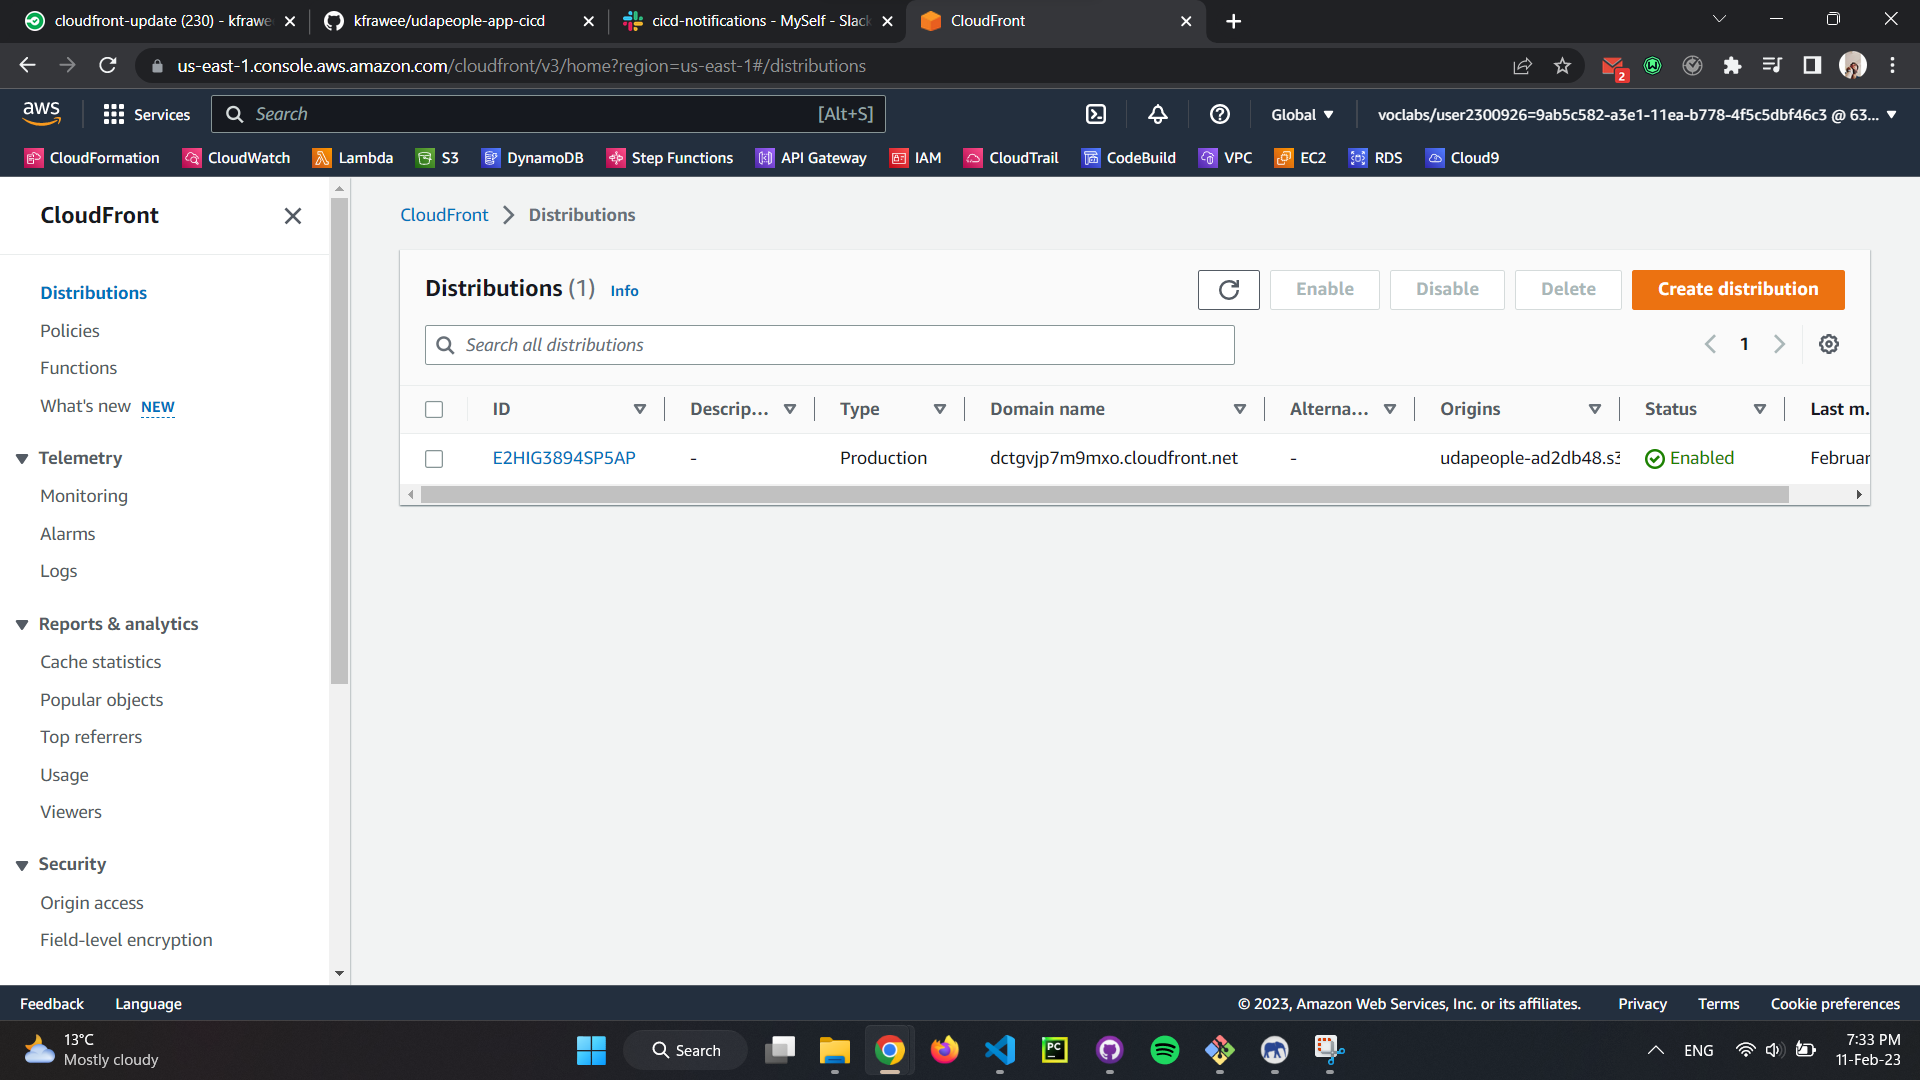 cloudfront-update (230) - kfrawee
kfrawee/udapeople-app-cicd
cicd-notifications - MySelf - Slack
CloudFront
us-east-1.console.aws.amazon.com/cloudfront/v3/home?region=us-east-1#/distributions
2
aws
Services
Search
[Alt+S]
Global
voclabs/user2300926=9ab5c582-a3e1-11ea-b778-4f5c5dbf46c3 @ 63...
CloudFormation
CloudWatch
Lambda
S3
DynamoDB
Step Functions
API Gateway
IAM
CloudTrail
CodeBuild
VPC
EC2
RDS
Cloud9
CloudFront
Distributions
Policies
Functions
What's new NEW
Telemetry
Monitoring
Alarms
Logs
Reports & analytics
Cache statistics
Popular objects
Top referrers
Usage
Viewers
Security
Origin access
Field-level encryption
CloudFront > Distributions
Distributions (1) Info
Enable
Disable
Delete
Create distribution
Search all distributions
1
ID Descrip... Type Domain name Alterna... Origins Status Last m.
E2HIG3894SP5AP - Production dctgvjp7m9mxo.cloudfront.net - udapeople-ad2db48.s3 Enabled Februar
Feedback Language
© 2023, Amazon Web Services, Inc. or its affiliates. Privacy Terms Cookie preferences
13°C
Mostly cloudy
Search
PC
ENG
7:33 PM
11-Feb-23